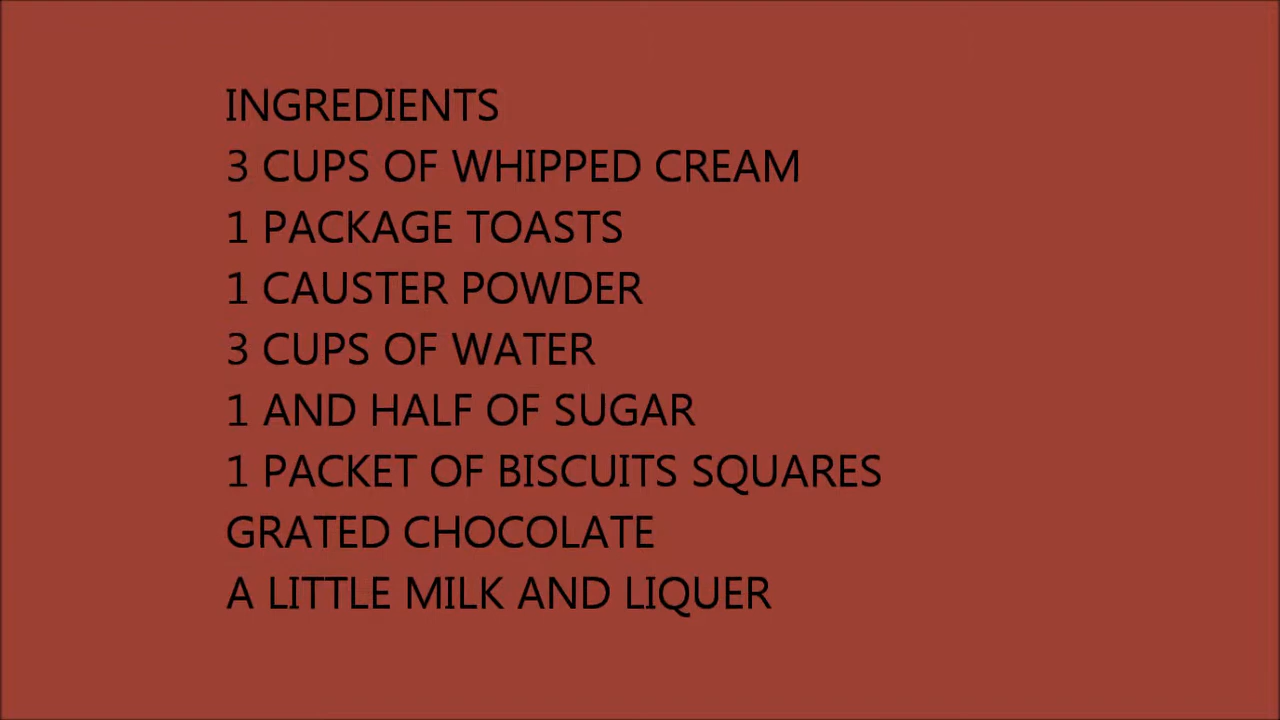 INGREDIENTS
3 CUPS OF WHIPPED CREAM
1 PACKAGE TOASTS
1 CAUSTER POWDER
3 CUPS OF WATER
1 AND HALF OF SUGAR
1 PACKET OF BISCUITS SQUARES
GRATED CHOCOLATE
A LITTLE MILK AND LIQUER